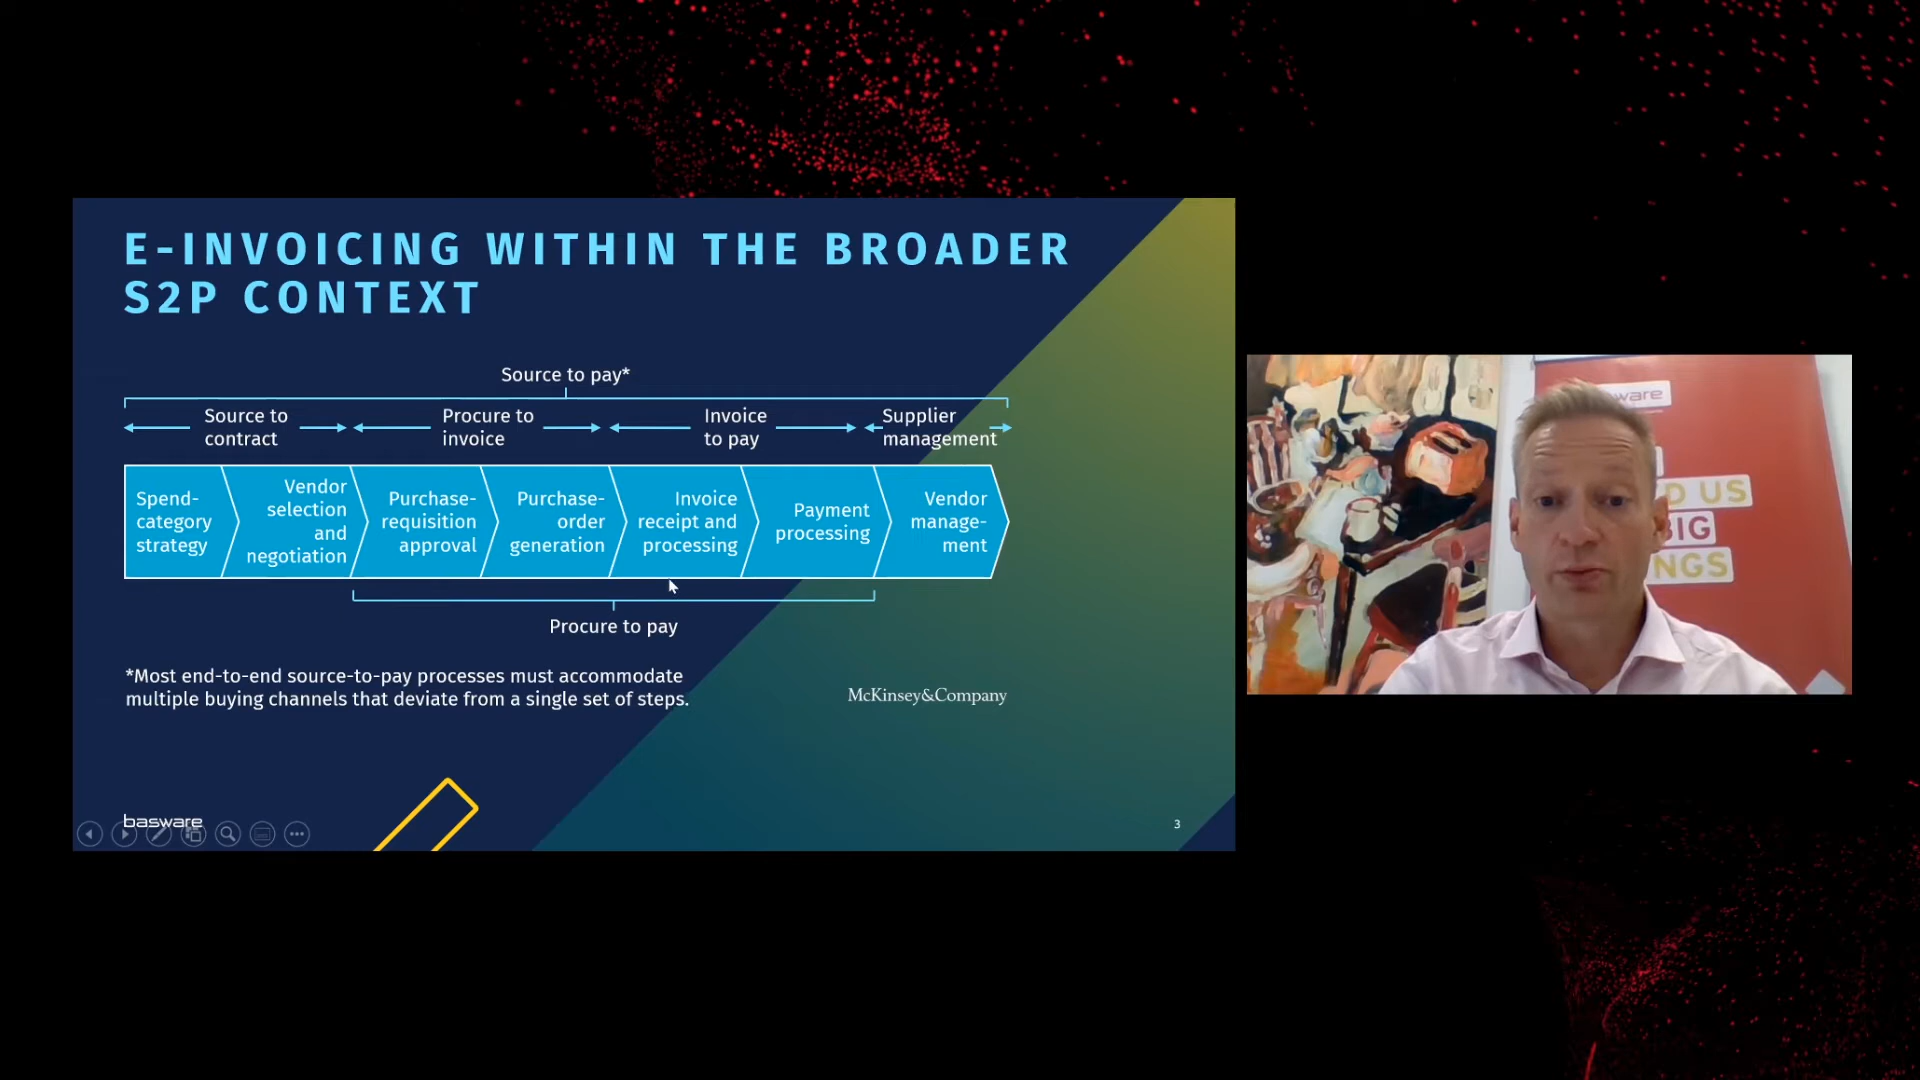 E-INVOICING WITHIN THE BROADER
S2P CONTEXT
Source to pay*
Source to
contract
Procure to
invoice
Invoice
to pay
Supplier
management
Spend-
category
strategy
Vendor
selection
and
negotiation
Purchase-
requisition
approval
Purchase-
order
generation
Invoice
receipt and
processing
Payment
processing
Vendor
manage-
ment
Procure to pay
*Most end-to-end source-to-pay processes must accommodate
multiple buying channels that deviate from a single set of steps.
McKinsey&Company
basware
3
ware
D US
BIG
NGS